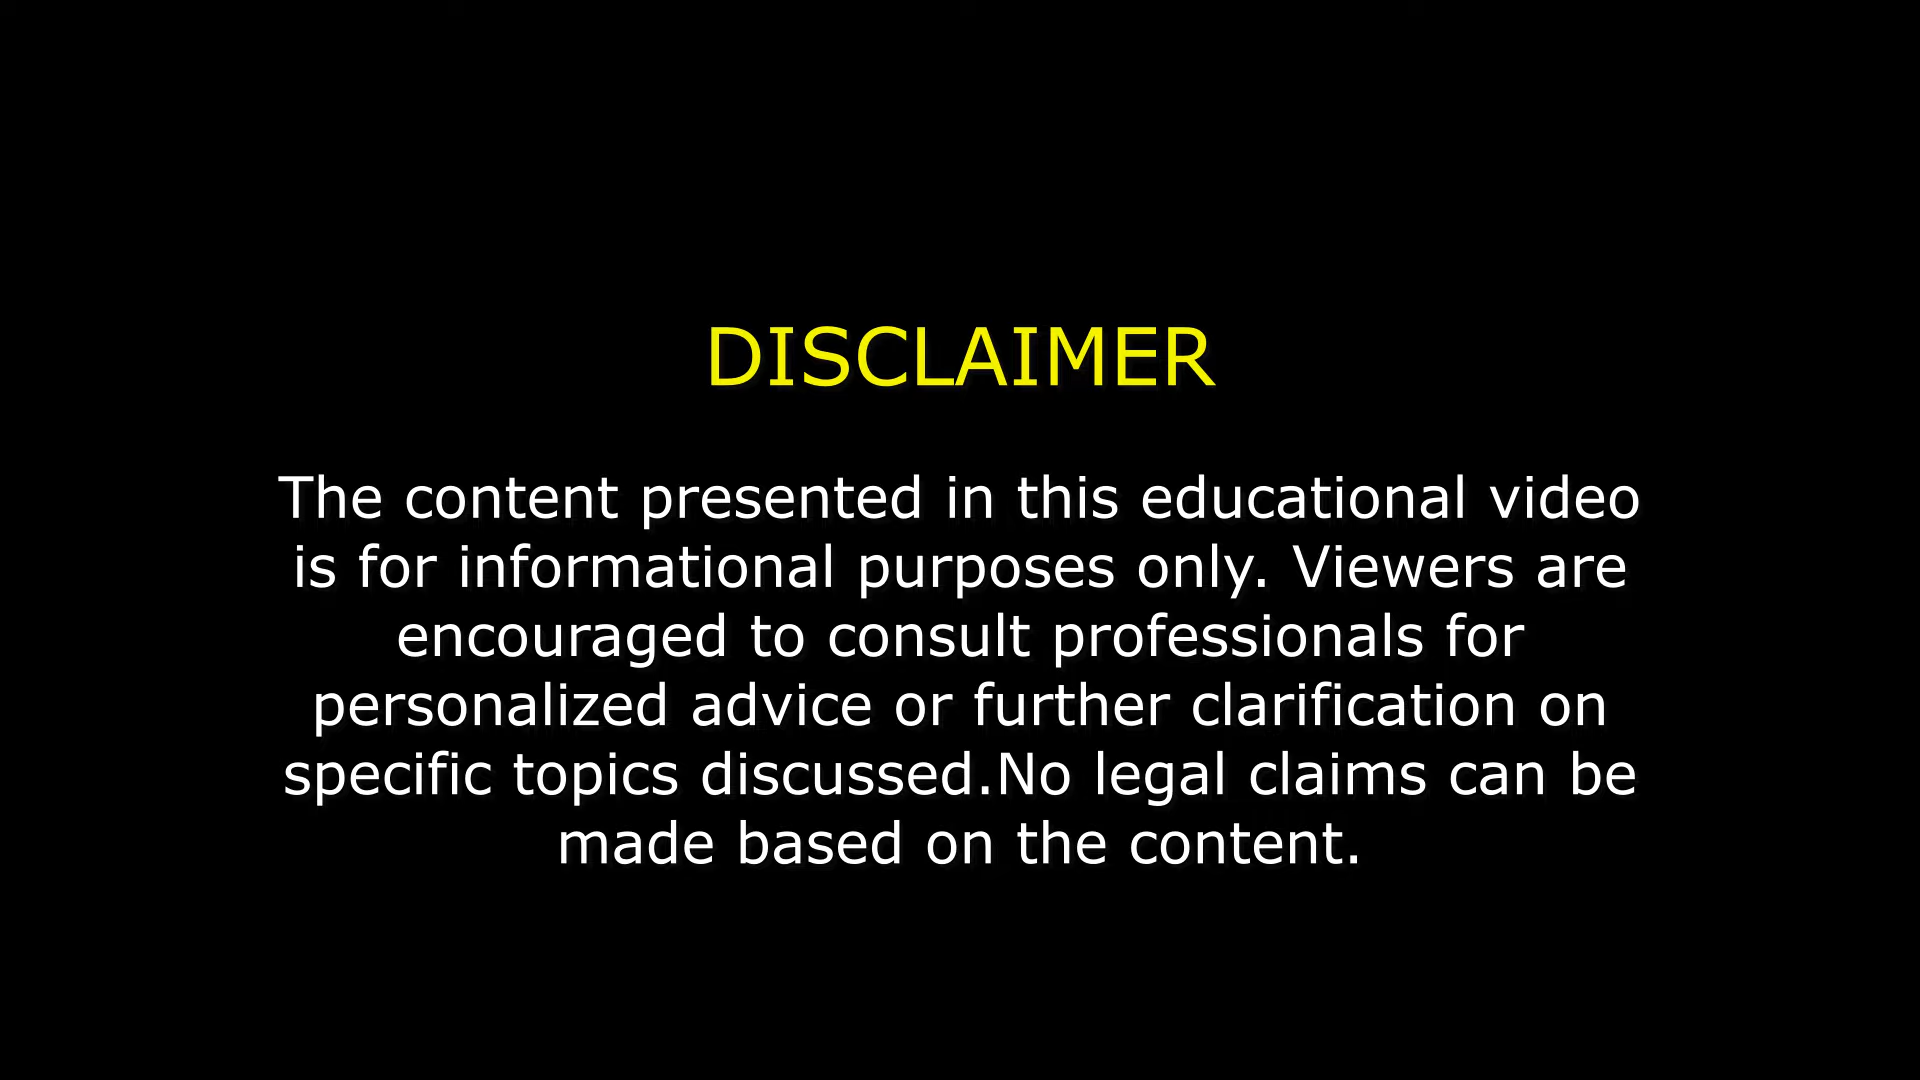 DISCLAIMER
The content presented in this educational video
is for informational purposes only. Viewers are
encouraged to consult professionals for
personalized advice or further clarification on
specific topics discussed.No legal claims can be
made based on the content.